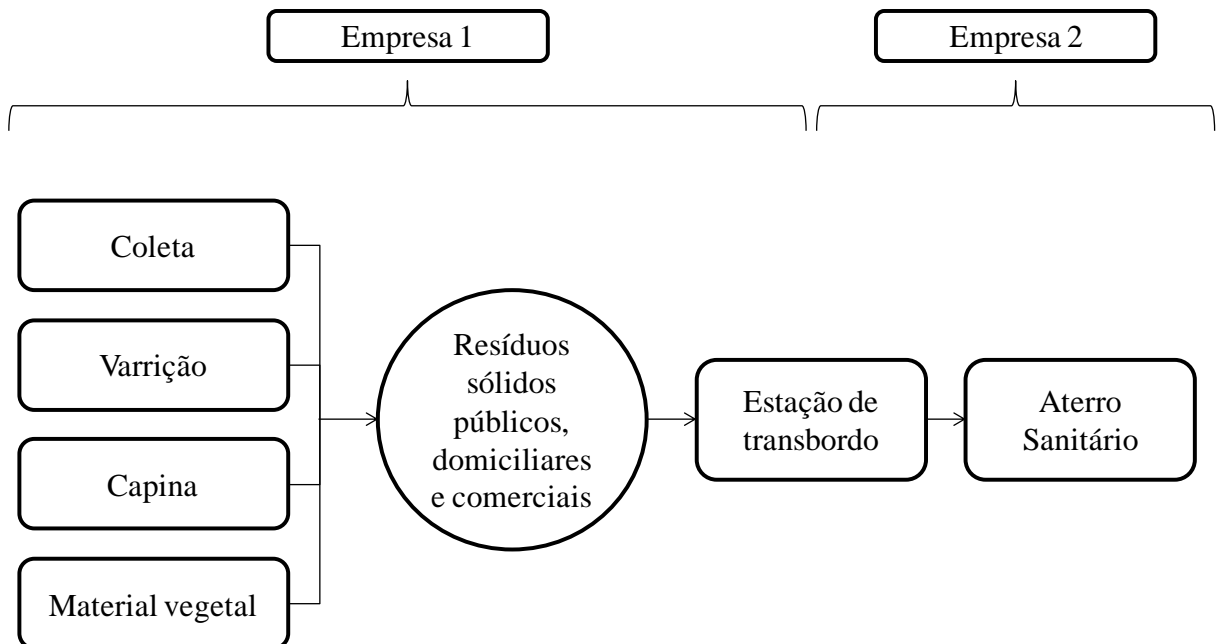 Empresa 1
Empresa 2
Coleta
Varrição
Capina
Material vegetal
Resíduos
sólidos
públicos,
domiciliares
e comerciais
Estação de
transbordo
Aterro
Sanitário